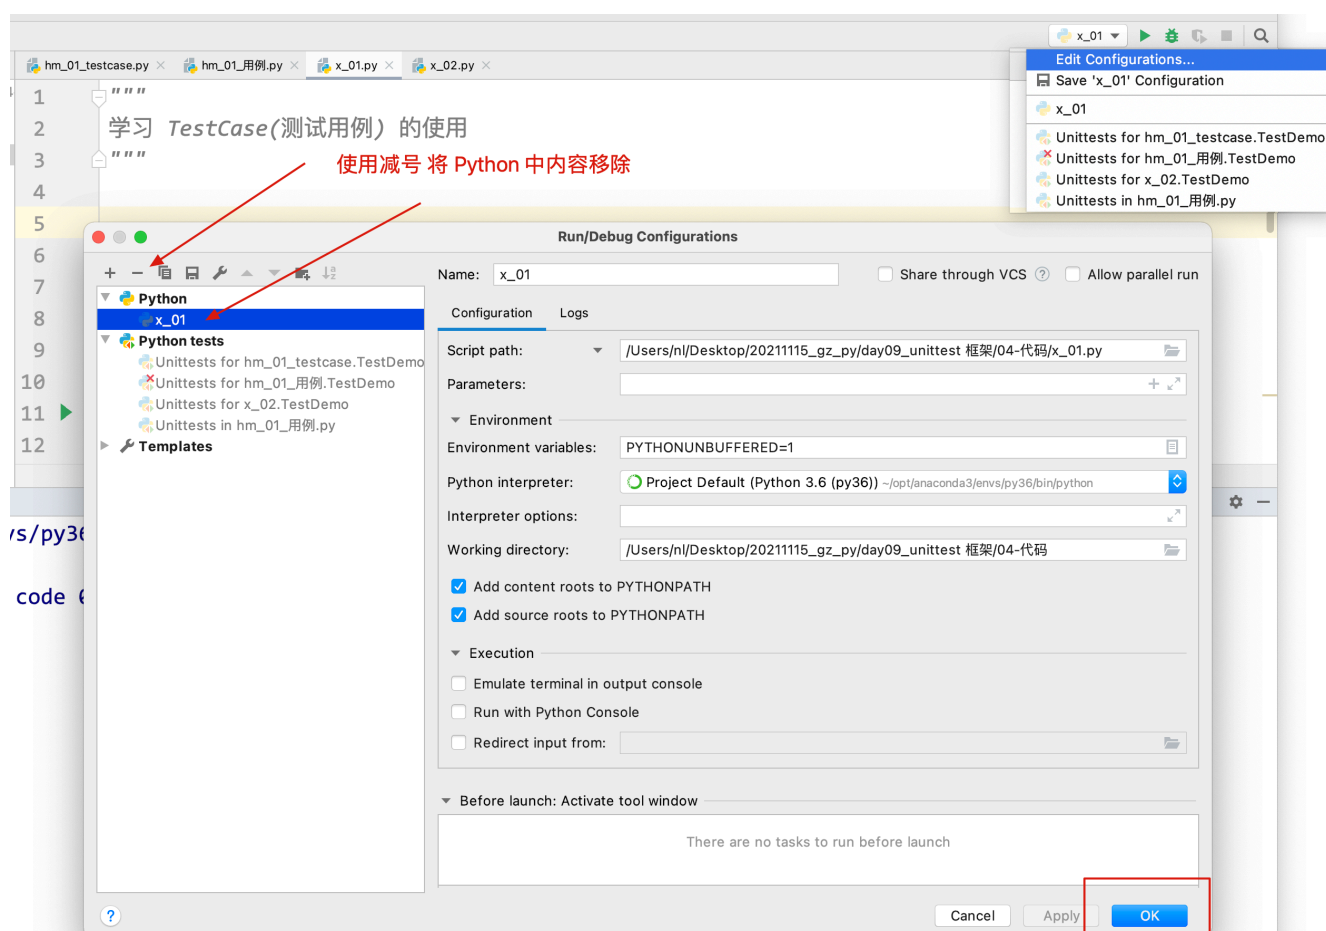 x_01
hm_01_testcase.py
hm_01_用例.py
x_01.py
x_02.py
Edit Configurations...
Save 'x_01' Configuration
x_01
Unittests for hm_01_testcase.TestDemo
Unittests for hm_01_用例.TestDemo
Unittests for x_02.TestDemo
Unittests in hm_01_用例.py
1 """
2 学习 TestCase(测试用例) 的使用
3 """
使用减号 将 Python 中内容移除
4
5
6
7
8
9
10
11
12
Run/Debug Configurations
Name: x_01
Share through VCS ?
Allow parallel run
Python
x_01
Python tests
Unittests for hm_01_testcase.TestDemo
Unittests for hm_01_用例.TestDemo
Unittests for x_02.TestDemo
Unittests in hm_01_用例.py
Templates
Configuration
Logs
Script path: /Users/nl/Desktop/20211115_gz_py/day09_unittest 框架/04-代码/x_01.py
Parameters:
Environment
Environment variables: PYTHONUNBUFFERED=1
Python interpreter: Project Default (Python 3.6 (py36)) ~/opt/anaconda3/envs/py36/bin/python
Interpreter options:
Working directory: /Users/nl/Desktop/20211115_gz_py/day09_unittest 框架/04-代码
Add content roots to PYTHONPATH
Add source roots to PYTHONPATH
Execution
Emulate terminal in output console
Run with Python Console
Redirect input from:
Before launch: Activate tool window
There are no tasks to run before launch
vs/py36
code
?
Cancel
Apply
OK